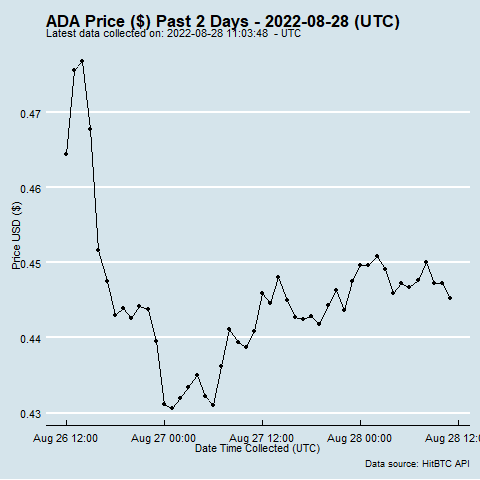 ADA Price ($) Past 2 Days - 2022-08-28 (UTC)
Latest data collected on: 2022-08-28 11:03:48 - UTC
0.47
0.46
0.45
0.44
0.43
Price USD ($)
Aug 26 12:00
Aug 27 00:00
Aug 27 12:00
Aug 28 00:00
Aug 28 12:0
Date Time Collected (UTC)
Data source: HitBTC API